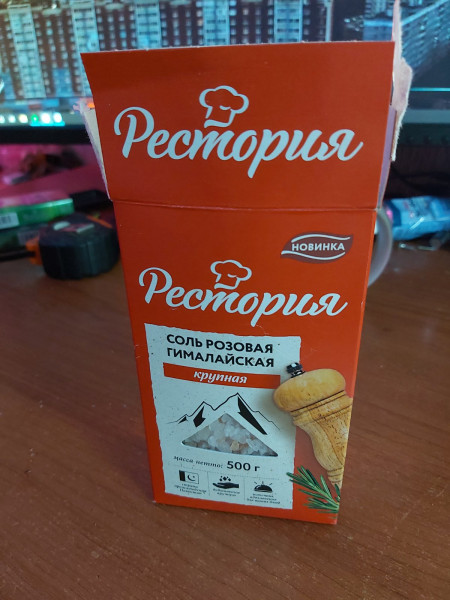 Рестория
НОВИНКА
Рестория
СОЛЬ РОЗОВАЯ
ГИМАЛАЙСКАЯ
крупная
масса нетто: 500 г